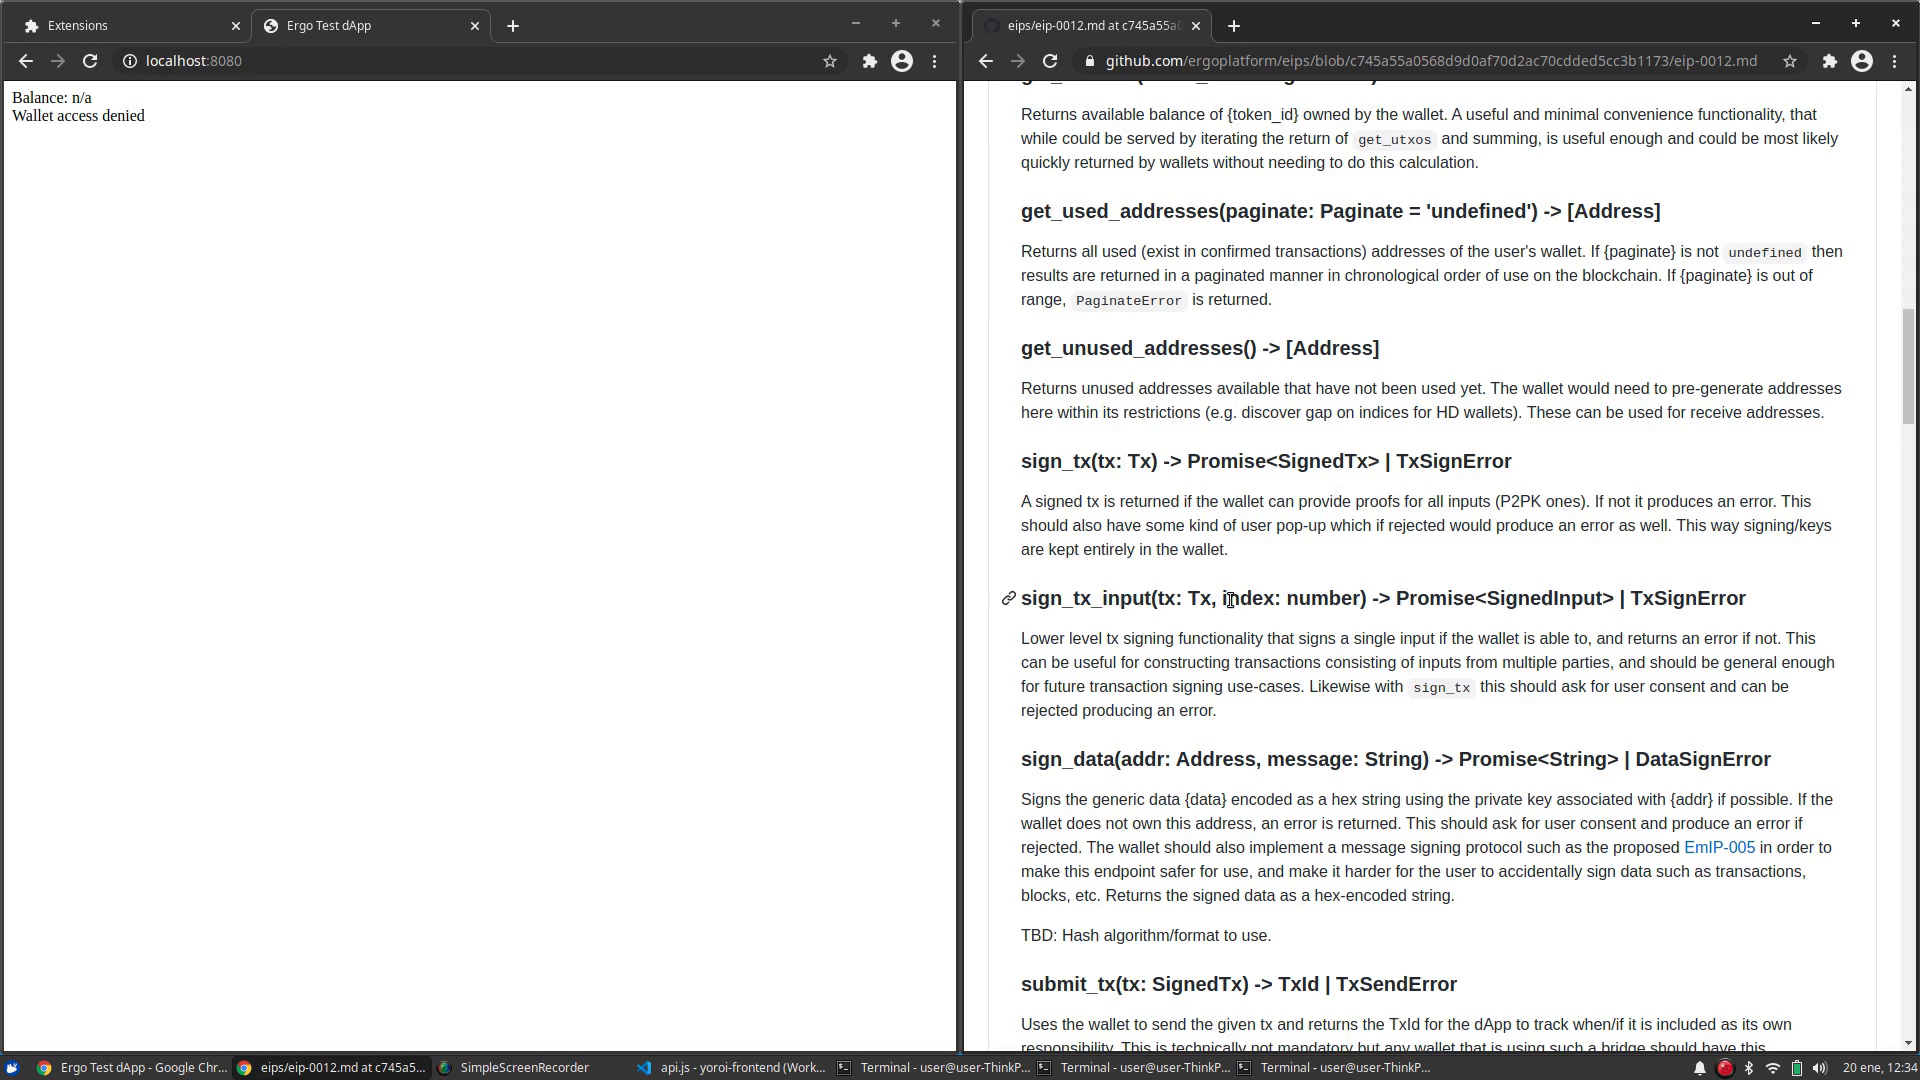 Extensions
Ergo Test dApp
localhost:8080
Balance: n/a
Wallet access denied
eips/eip-0012.md at c745a55a0
github.com/ergoplatform/eips/blob/c745a55a0568d9d0af70d2ac70cdded5cc3b1173/eip-0012.md
Returns available balance of {token_id} owned by the wallet. A useful and minimal convenience functionality, that
while could be served by iterating the return of get_utxos and summing, is useful enough and could be most likely
quickly returned by wallets without needing to do this calculation.
get_used_addresses(paginate: Paginate = 'undefined') -> [Address]
Returns all used (exist in confirmed transactions) addresses of the user's wallet. If {paginate} is not undefined then
results are returned in a paginated manner in chronological order of use on the blockchain. If {paginate} is out of
range, PaginateError is returned.
get_unused_addresses() -> [Address]
Returns unused addresses available that have not been used yet. The wallet would need to pre-generate addresses
here within its restrictions (e.g. discover gap on indices for HD wallets). These can be used for receive addresses.
sign_tx(tx: Tx) -> Promise<SignedTx> | TxSignError
A signed tx is returned if the wallet can provide proofs for all inputs (P2PK ones). If not it produces an error. This
should also have some kind of user pop-up which if rejected would produce an error as well. This way signing/keys
are kept entirely in the wallet.
sign_tx_input(tx: Tx, index: number) -> Promise<SignedInput> | TxSignError
Lower level tx signing functionality that signs a single input if the wallet is able to, and returns an error if not. This
can be useful for constructing transactions consisting of inputs from multiple parties, and should be general enough
for future transaction signing use-cases. Likewise with sign_tx this should ask for user consent and can be
rejected producing an error.
sign_data(addr: Address, message: String) -> Promise<String> | DataSignError
Signs the generic data {data} encoded as a hex string using the private key associated with {addr} if possible. If the
wallet does not own this address, an error is returned. This should ask for user consent and produce an error if
rejected. The wallet should also implement a message signing protocol such as the proposed EmIP-005 in order to
make this endpoint safer for use, and make it harder for the user to accidentally sign data such as transactions,
blocks, etc. Returns the signed data as a hex-encoded string.
TBD: Hash algorithm/format to use.
submit_tx(tx: SignedTx) -> TxId | TxSendError
Uses the wallet to send the given tx and returns the TxId for the dApp to track when/if it is included as its own
responsibility. This is technically not mandatory but any wallet that is using such a bridge should have this
Ergo Test dApp - Google Chr...
eips/eip-0012.md at c745a5...
SimpleScreenRecorder
api.js - yoroi-frontend (Work...
Terminal - user@user-ThinkP...
Terminal - user@user-ThinkP...
Terminal - user@user-ThinkP...
20 ene, 12:34